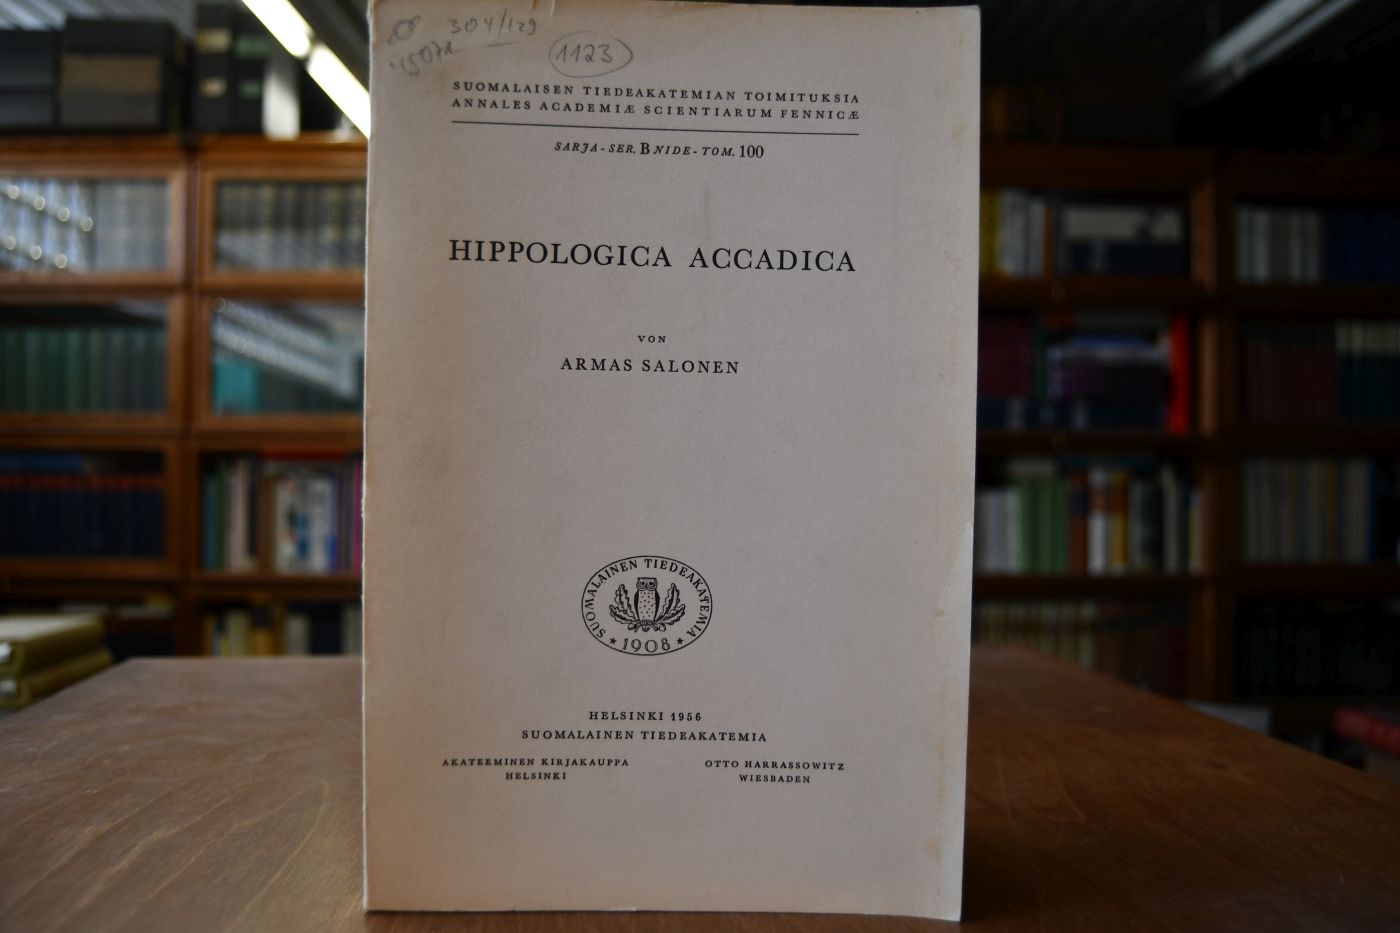 304/129
1123
SUOMALAISEN TIEDEAKATEMIAN TOIMITUKSIA
ANNALES ACADEMIÆ SCIENTIARUM FENNICÆ
SARJA - SER. B NIDE - TOM. 100
HIPPOLOGICA ACCADICA
VON
ARMAS SALONEN
SUOMALAINEN TIEDEAKATEMIA
★ 1908 ★
HELSINKI 1956
SUOMALAINEN TIEDEAKATEMIA
AKATEEMINEN KIRJAKAUPPA
HELSINKI
OTTO HARRASSOWITZ
WIESBADEN